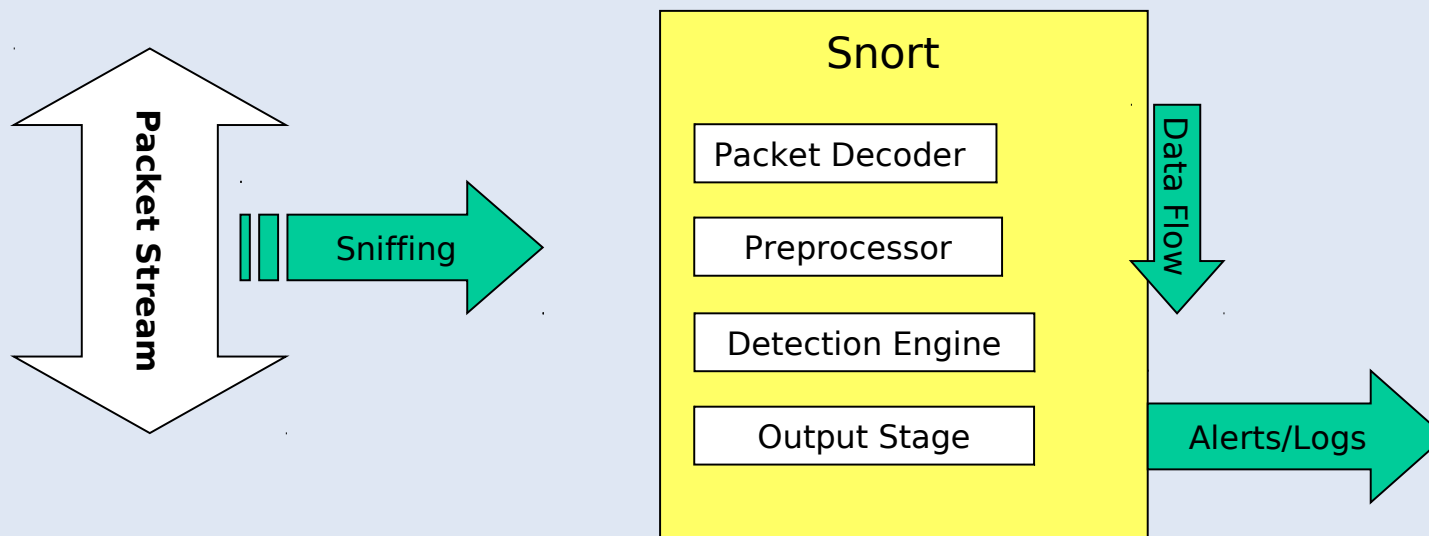 Packet Stream
Sniffing
Snort
Packet Decoder
Preprocessor
Detection Engine
Output Stage
Data Flow
Alerts/Logs